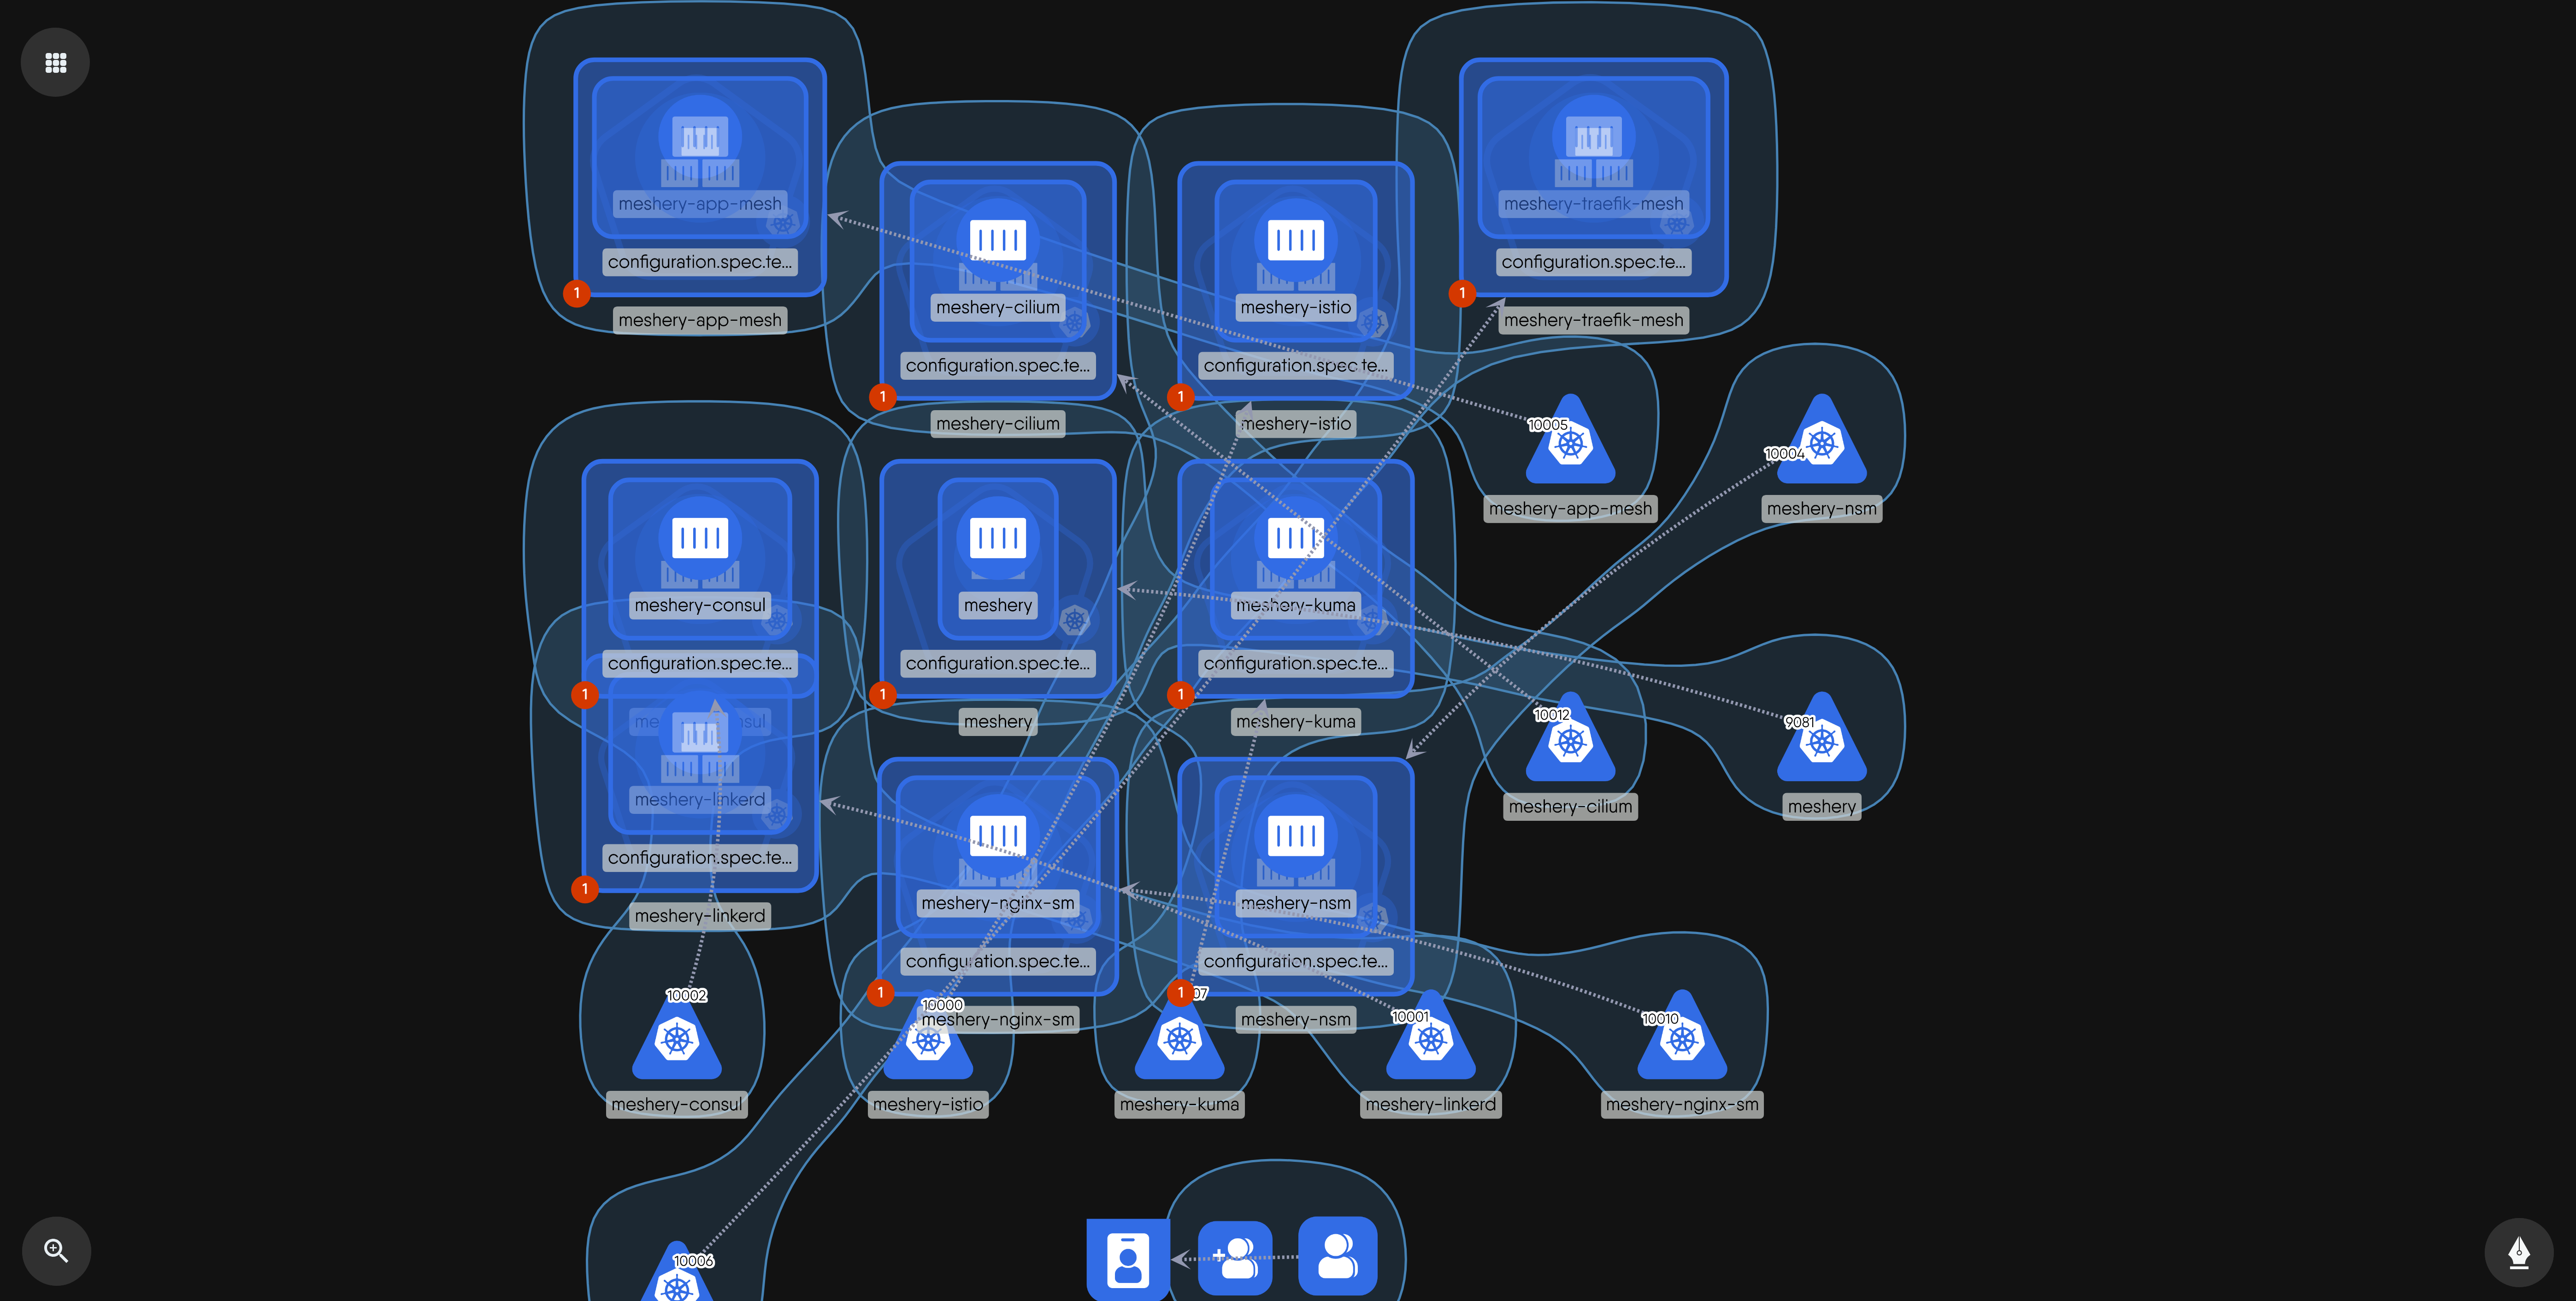 meshery-app-mesh
configuration.spec.te...
1
meshery-app-mesh
meshery-cilium
configuration.spec.te...
1
meshery-cilium
meshery-istio
configuration.spec.te...
1
meshery-istio
meshery-traefik-mesh
configuration.spec.te...
1
meshery-traefik-mesh
10005
meshery-app-mesh
10004
meshery-nsm
meshery-consul
configuration.spec.te...
1
meshery
configuration.spec.te...
1
meshery
meshery-kuma
configuration.spec.te...
1
meshery-kuma
10012
meshery-cilium
9081
meshery
meshery-linkerd
configuration.spec.te...
1
meshery-linkerd
meshery-nginx-sm
configuration.spec.te...
1
meshery-nginx-sm
meshery-nsm
configuration.spec.te...
1
meshery-nsm
10002
meshery-consul
10000
meshery-istio
07
meshery-kuma
10001
meshery-linkerd
10010
meshery-nginx-sm
10006